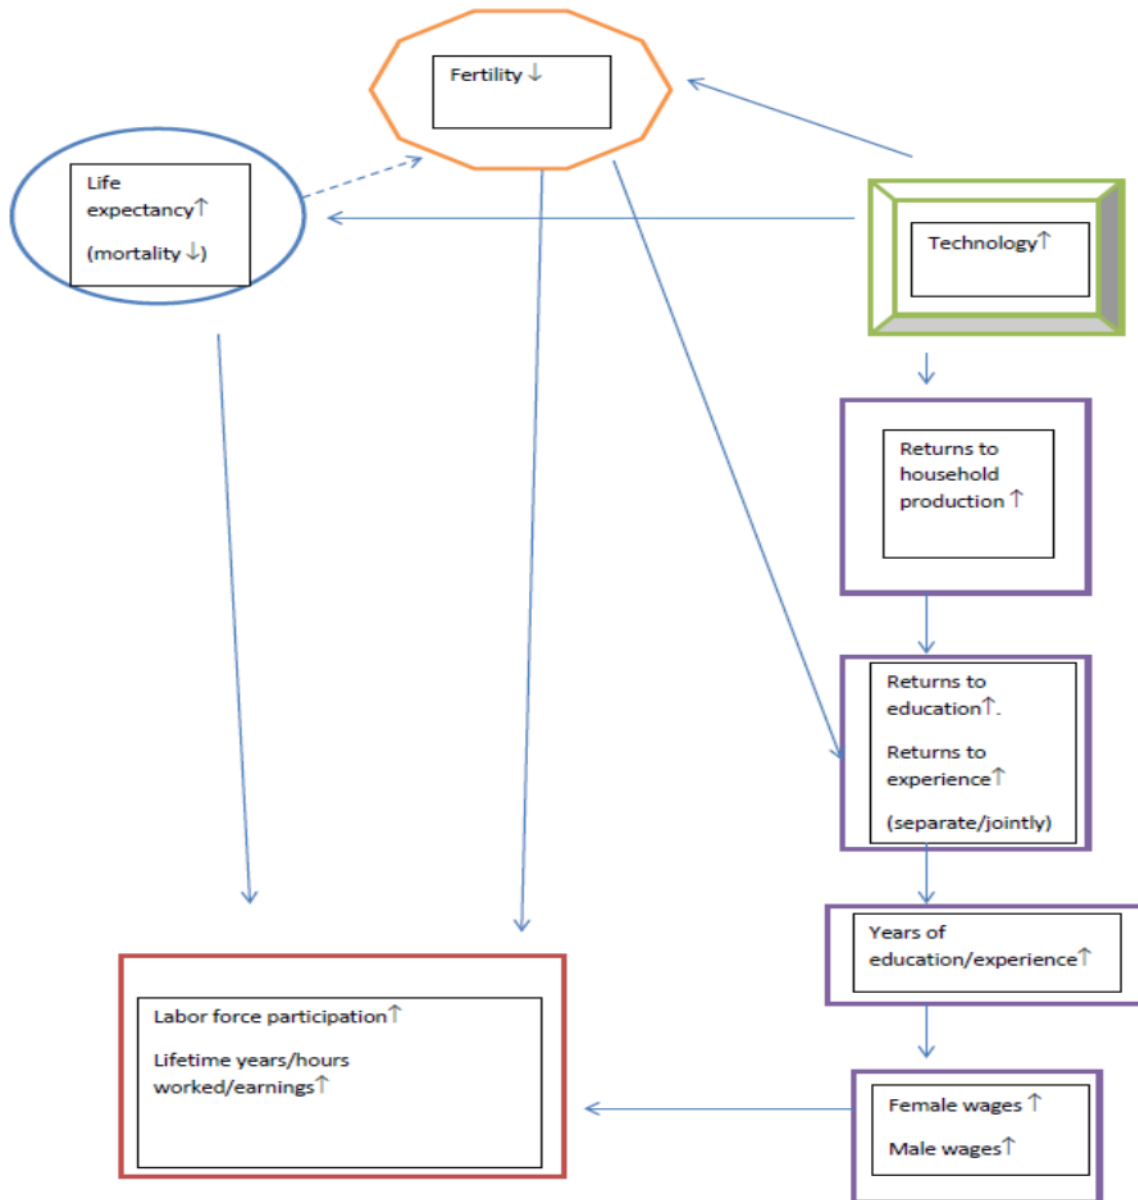 Fertility ↓
Life
expectancy↑
(mortality ↓)
Technology↑
Returns to
household
production ↑
Returns to
education↑.
Returns to
experience↑
(separate/jointly)
Years of
education/experience↑
Labor force participation↑
Lifetime years/hours
worked/earnings↑
Female wages ↑
Male wages↑